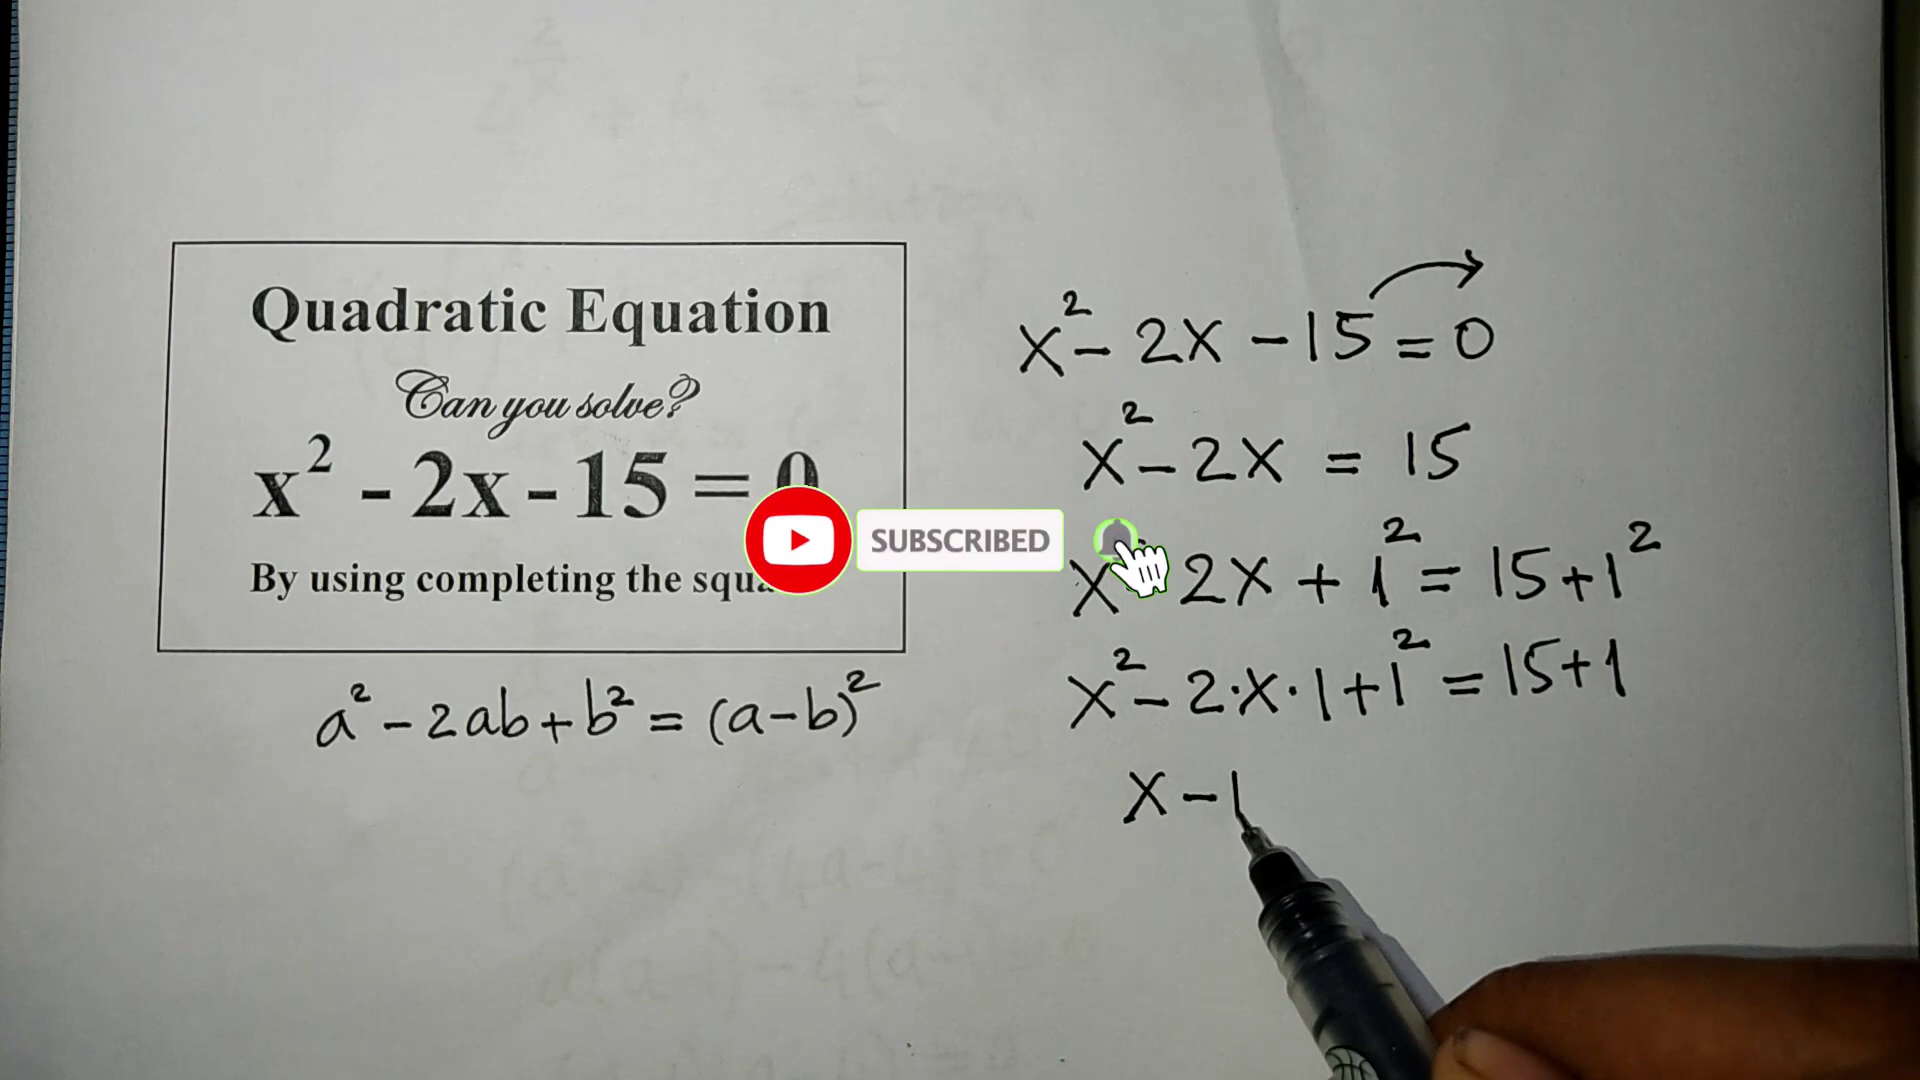 Quadratic Equation
Can you solve?
x² - 2x - 15 = 0
By using completing the squa
a² - 2ab + b² = (a - b)²
x² - 2x - 15 = 0
x² - 2x = 15
SUBSCRIBED
x 2x + 1² = 15 + 1²
x² - 2·x·1 + 1² = 15 + 1
x - 1